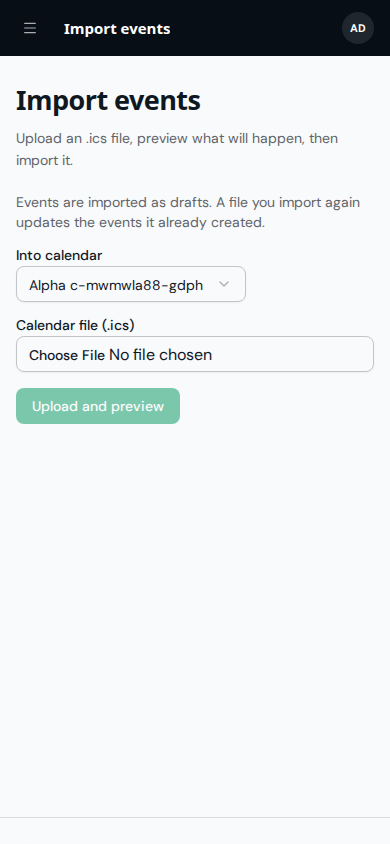 Import events
AD
Import events
Upload an .ics file, preview what will happen, then
import it.
Events are imported as drafts. A file you import again
updates the events it already created.
Into calendar
Alpha c-mwmwla88-gdph
Calendar file (.ics)
Choose File No file chosen
Upload and preview